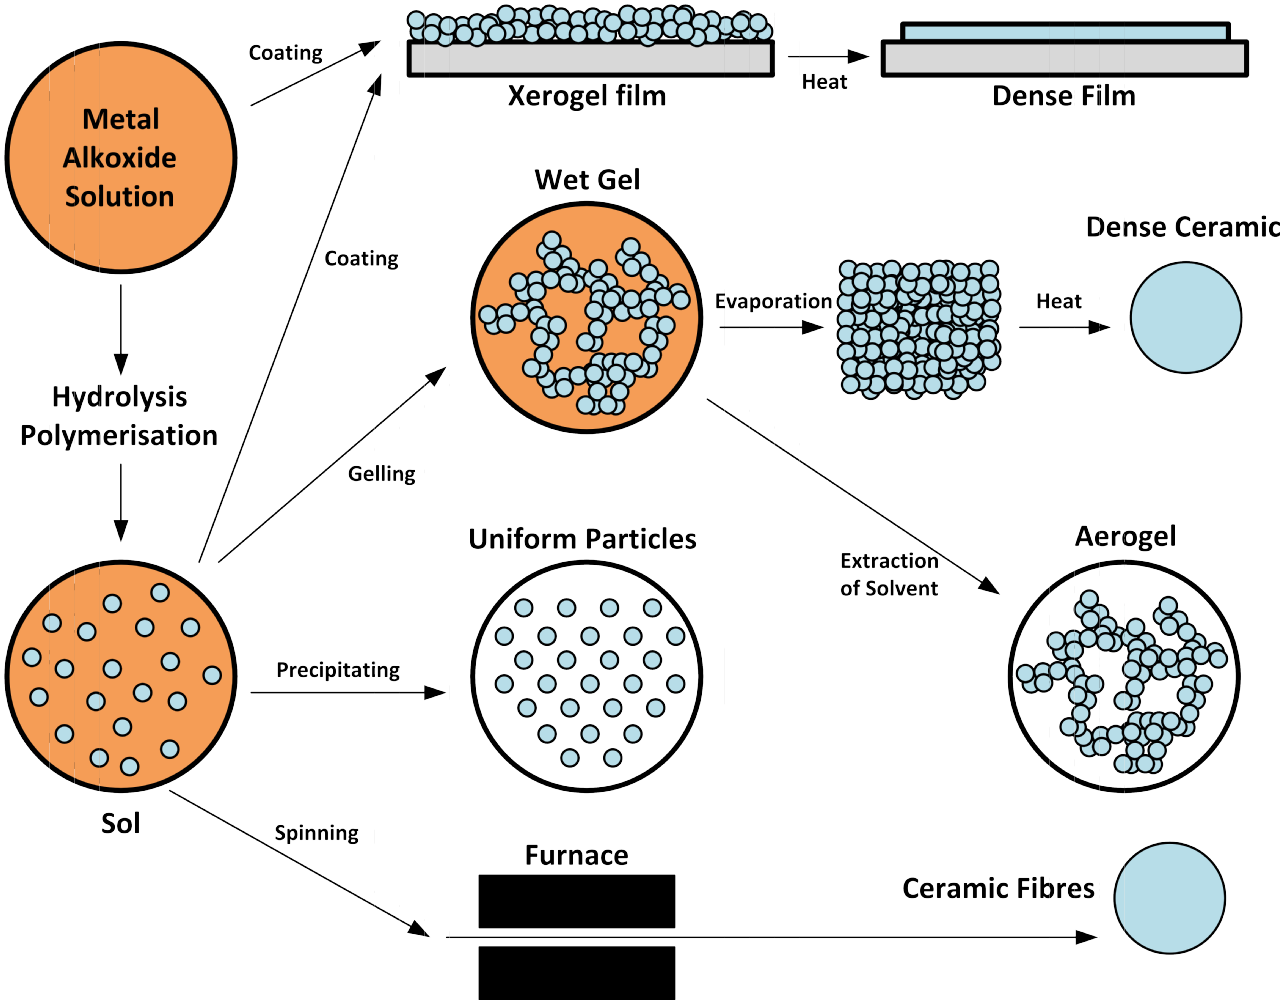 Coating
Xerogel film
Heat
Dense Film
Metal
Alkoxide
Solution
Coating
Wet Gel
Dense Ceramic
Evaporation
Heat
Hydrolysis
Polymerisation
Gelling
Uniform Particles
Aerogel
Extraction
of Solvent
Precipitating
Sol
Spinning
Furnace
Ceramic Fibres